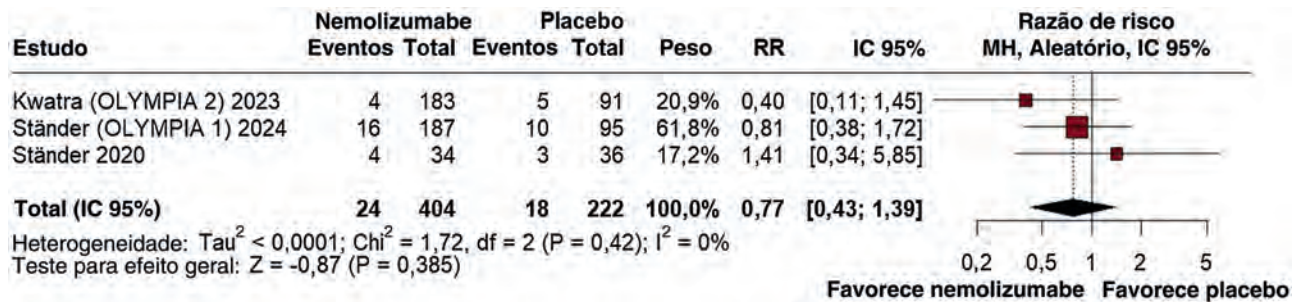 Nemolizumabe Placebo Razão de risco
Estudo Eventos Total Eventos Total Peso RR IC 95% MH, Aleatório, IC 95%
Kwatra (OLYMPIA 2) 2023 4 183 5 91 20,9% 0,40 [0,11; 1,45]
Ständer (OLYMPIA 1) 2024 16 187 10 95 61,8% 0,81 [0,38; 1,72]
Ständer 2020 4 34 3 36 17,2% 1,41 [0,34; 5,85]
Total (IC 95%) 24 404 18 222 100,0% 0,77 [0,43; 1,39]
Heterogeneidade: Tau² < 0,0001; Chi² = 1,72, df = 2 (P = 0,42); I² = 0%
Teste para efeito geral: Z = -0,87 (P = 0,385)
0,2 0,5 1 2 5
Favorece nemolizumabe Favorece placebo